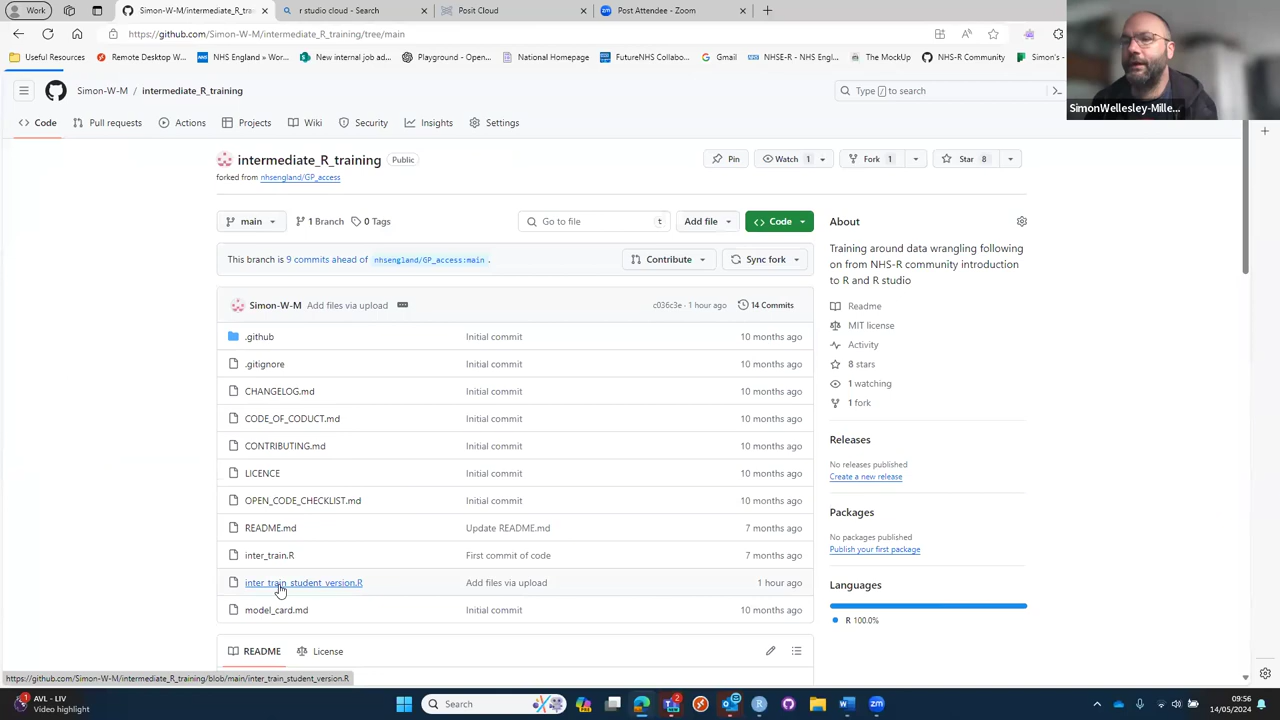 Work
Simon-W-M/intermediate_R_training
r studio cloud - Search
Posit Cloud
Post Attendee - Zoom
https://github.com/Simon-W-M/intermediate_R_training/tree/main
Useful Resources
Remote Desktop W...
NHS England » Wor...
New internal job ad...
Playground - Open...
National Homepage
FutureNHS Collabo...
Gmail
NHSE-R - My Boar...
The MockUp
NHS-R Community
Simon's -
SimonWellesley-Mille...
Simon-W-M / intermediate_R_training
Type / to search
Code
Pull requests
Actions
Projects
Wiki
Security
Insights
Settings
intermediate_R_training Public
forked from nhsengland/GP_access
Pin
Watch 1
Fork 1
Star 8
main
1 Branch
0 Tags
Go to file t
Add file
Code
This branch is 9 commits ahead of nhsengland/GP_access:main .
Contribute
Sync fork
Simon-W-M Add files via upload
c036c3e · 1 hour ago
14 Commits
.github Initial commit 10 months ago
.gitignore Initial commit 10 months ago
CHANGELOG.md Initial commit 10 months ago
CODE_OF_CODUCT.md Initial commit 10 months ago
CONTRIBUTING.md Initial commit 10 months ago
LICENCE Initial commit 10 months ago
OPEN_CODE_CHECKLIST.md Initial commit 10 months ago
README.md Update README.md 7 months ago
inter_train.R First commit of code 7 months ago
inter_train_student_version.R Add files via upload 1 hour ago
model_card.md Initial commit 10 months ago
README
License
About
Training around data wrangling following
on from NHS-R community introduction
to R and R studio
Readme
MIT license
Activity
8 stars
1 watching
1 fork
Releases
No releases published
Create a new release
Packages
No packages published
Publish your first package
Languages
R 100.0%
https://github.com/Simon-W-M/intermediate_R_training/blob/main/inter_train_student_version.R
1
AVL - LIV
Video highlight
Search
09:56
14/05/2024